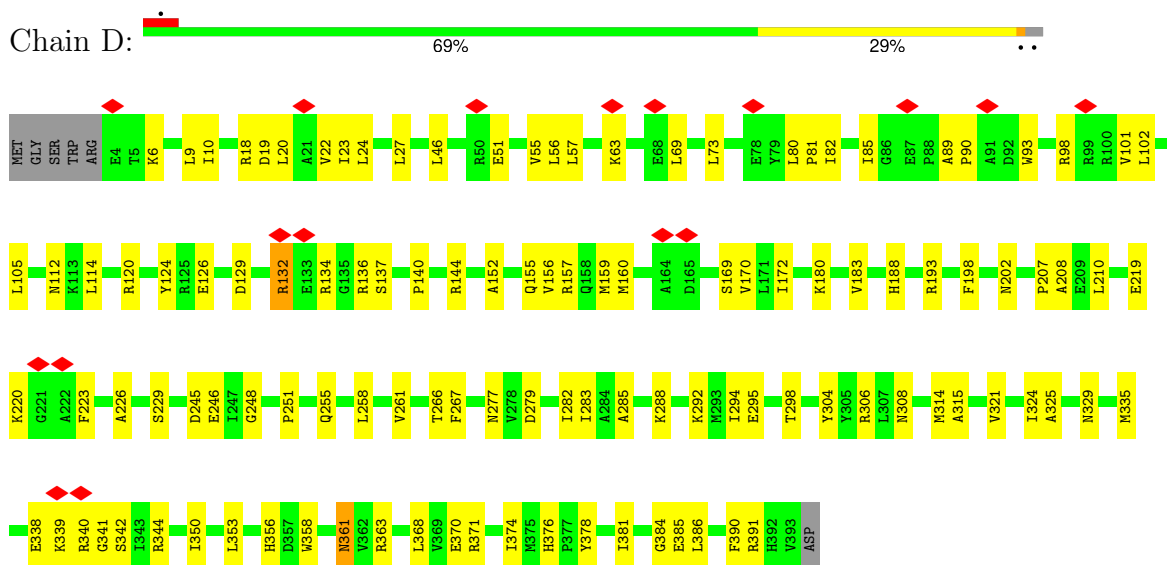 •
Chain D:
69% 29% • •
MET GLY SER TRP ARG E4 T5 K6 L9 I10 R18 D19 L20 A21 V22 I23 L24 L27 L46 R50 E51 V55 L56 L57 K63 E68 L69 L73 E78 Y79 L80 P81 I82 I85 G86 E87 P88 A89 P90 A91 D92 W93 R98 R99 R100 V101 L102
L105 N112 K113 L114 R120 Y124 R125 E126 D129 R132 E133 R134 G135 R136 S137 P140 R144 A152 Q155 V156 R157 Q158 M159 M160 A164 D165 S169 V170 L171 I172 K180 V183 H188 R193 F198 N202 P207 A208 E209 L210 E219
K220 G221 A222 F223 A226 S229 D245 E246 I247 G248 P251 Q255 L258 V261 T266 F267 N277 V278 D279 I282 I283 A284 A285 K288 K292 M293 I294 E295 T298 Y304 Y305 R306 L307 N308 M314 A315 V321 I324 A325 N329 M335
E338 K339 R340 G341 S342 I343 R344 I350 L353 H356 D357 W358 N361 V362 R363 L368 V369 E370 R371 I374 M375 H376 P377 Y378 I381 G384 E385 L386 F390 R391 H392 V393 ASP